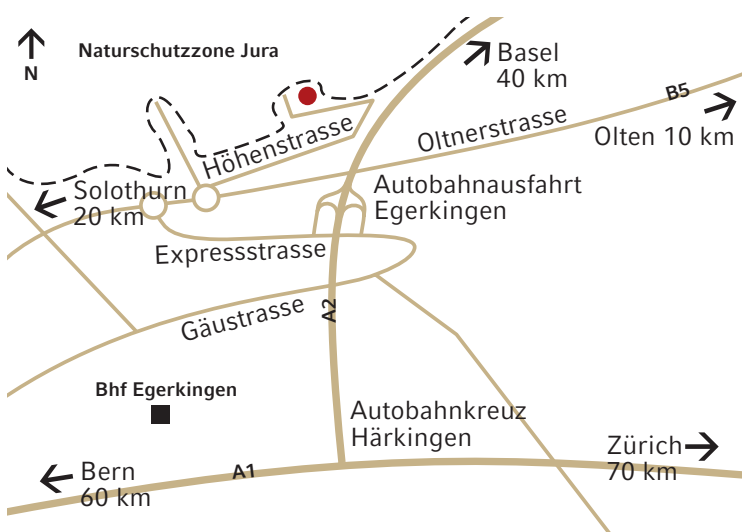 N
Naturschutzzone Jura
Basel
40 km
B5
Olten 10 km
Oltnerstrasse
Höhenstrasse
Solothurn
20 km
Autobahnausfahrt
Egerkingen
Expressstrasse
A2
Gäustrasse
Bhf Egerkingen
Autobahnkreuz
Härkingen
Zürich
70 km
A1
Bern
60 km